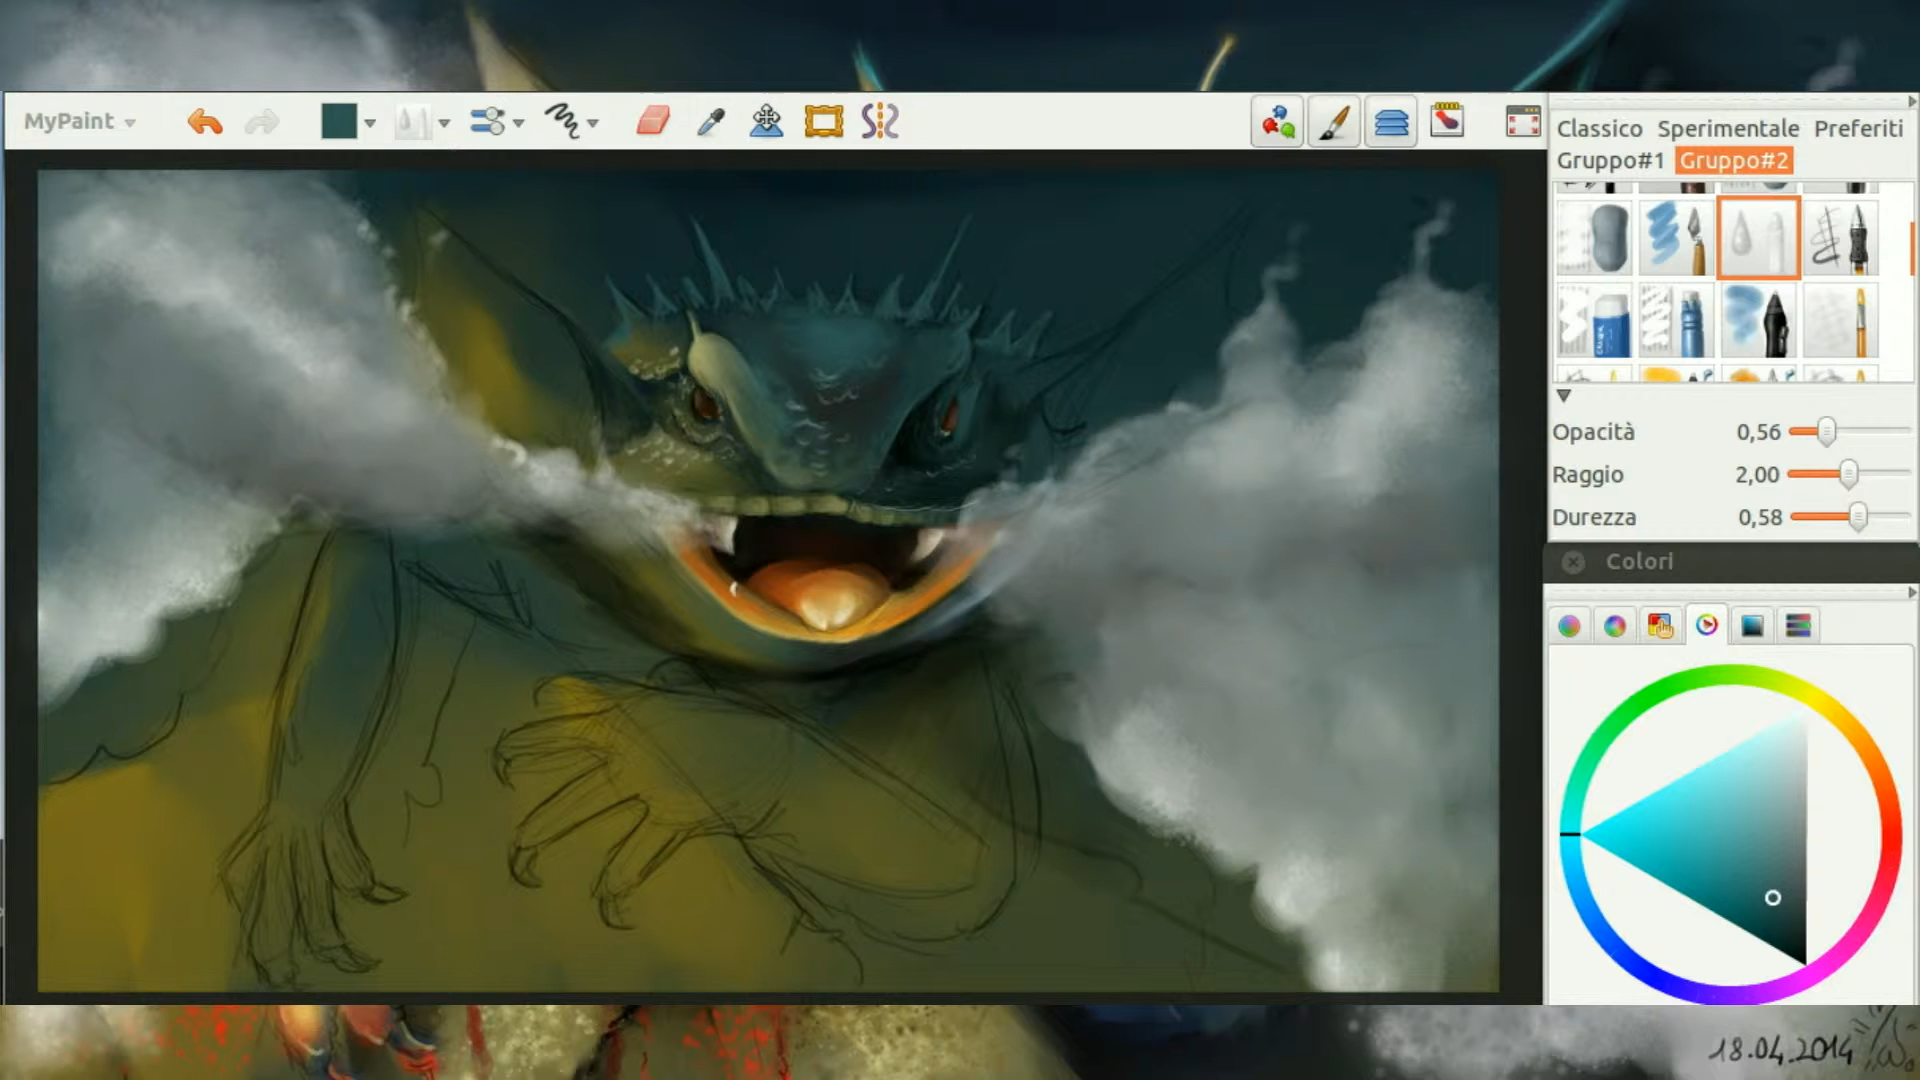 MyPaint
Classico Sperimentale Preferiti
Gruppo#1 Gruppo#2
Opacità 0,56
Raggio 2,00
Durezza 0,58
Colori
18.04.2014